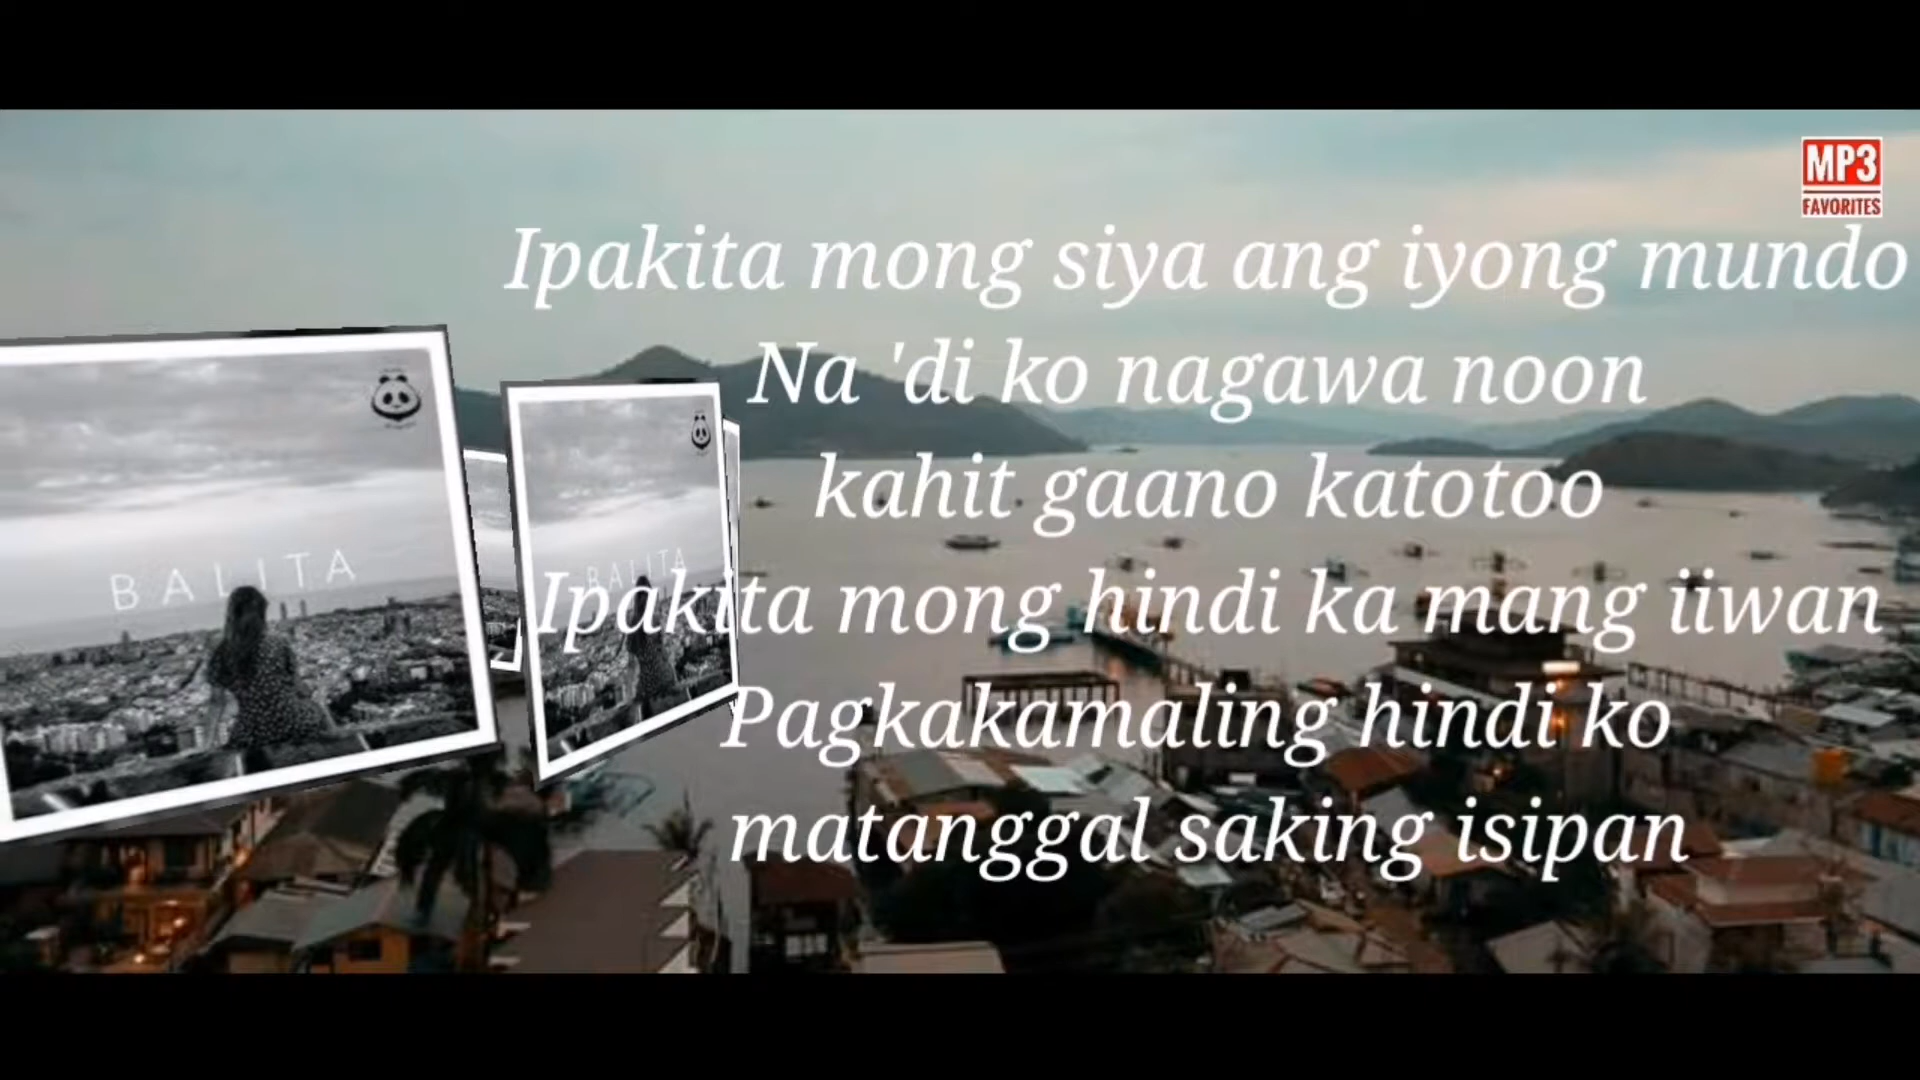 MP3
FAVORITES
Ipakita mong siya ang iyong mundo
Na 'di ko nagawa noon
kahit gaano katotoo
BALITA
BALITA
Ipakita mong hindi ka mang iiwan
Pagkakamaling hindi ko
matanggal saking isipan